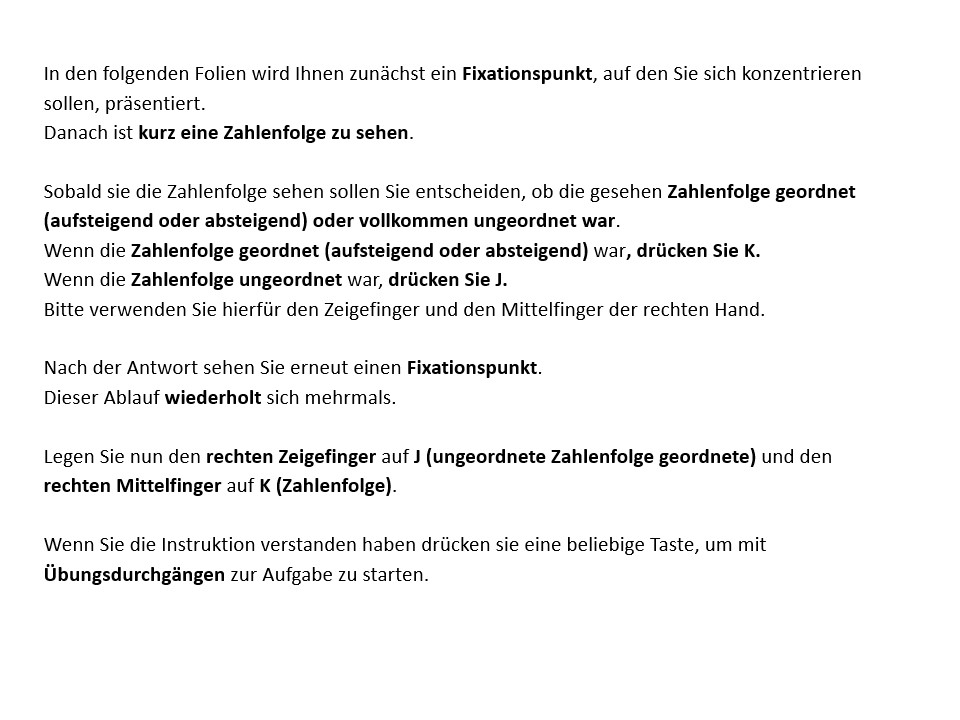 In den folgenden Folien wird Ihnen zunächst ein Fixationspunkt, auf den Sie sich konzentrieren
sollen, präsentiert.
Danach ist kurz eine Zahlenfolge zu sehen.
Sobald sie die Zahlenfolge sehen sollen Sie entscheiden, ob die gesehen Zahlenfolge geordnet
(aufsteigend oder absteigend) oder vollkommen ungeordnet war.
Wenn die Zahlenfolge geordnet (aufsteigend oder absteigend) war, drücken Sie K.
Wenn die Zahlenfolge ungeordnet war, drücken Sie J.
Bitte verwenden Sie hierfür den Zeigefinger und den Mittelfinger der rechten Hand.
Nach der Antwort sehen Sie erneut einen Fixationspunkt.
Dieser Ablauf wiederholt sich mehrmals.
Legen Sie nun den rechten Zeigefinger auf J (ungeordnete Zahlenfolge geordnete) und den
rechten Mittelfinger auf K (Zahlenfolge).
Wenn Sie die Instruktion verstanden haben drücken sie eine beliebige Taste, um mit
Übungsdurchgängen zur Aufgabe zu starten.